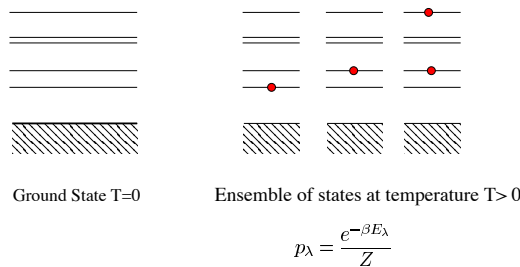 Ground State T=0
Ensemble of states at temperature T> 0
p_λ = e^{-βE_λ} / Z